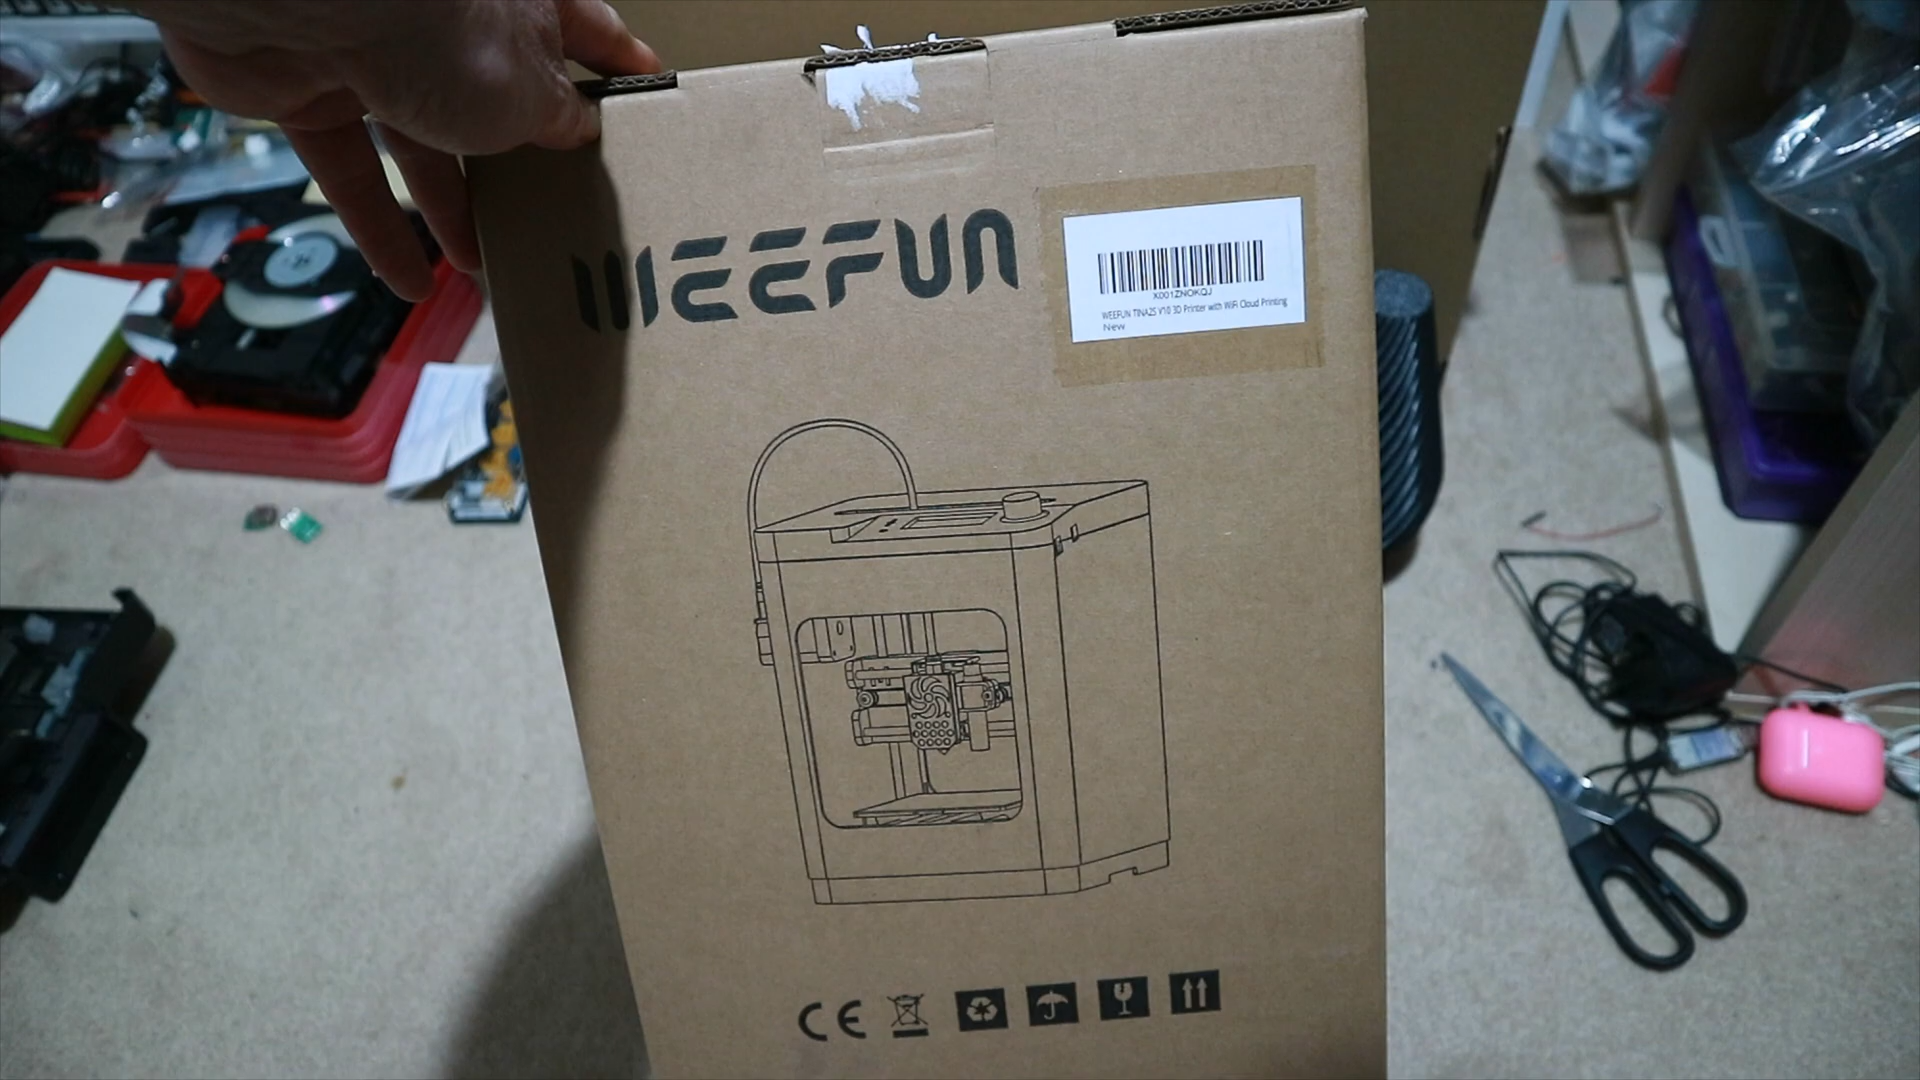 WEEFUN
X001ZNOKQJ
WEEFUN TINA2S V10 3D Printer with WiFi Cloud Printing
New
CE